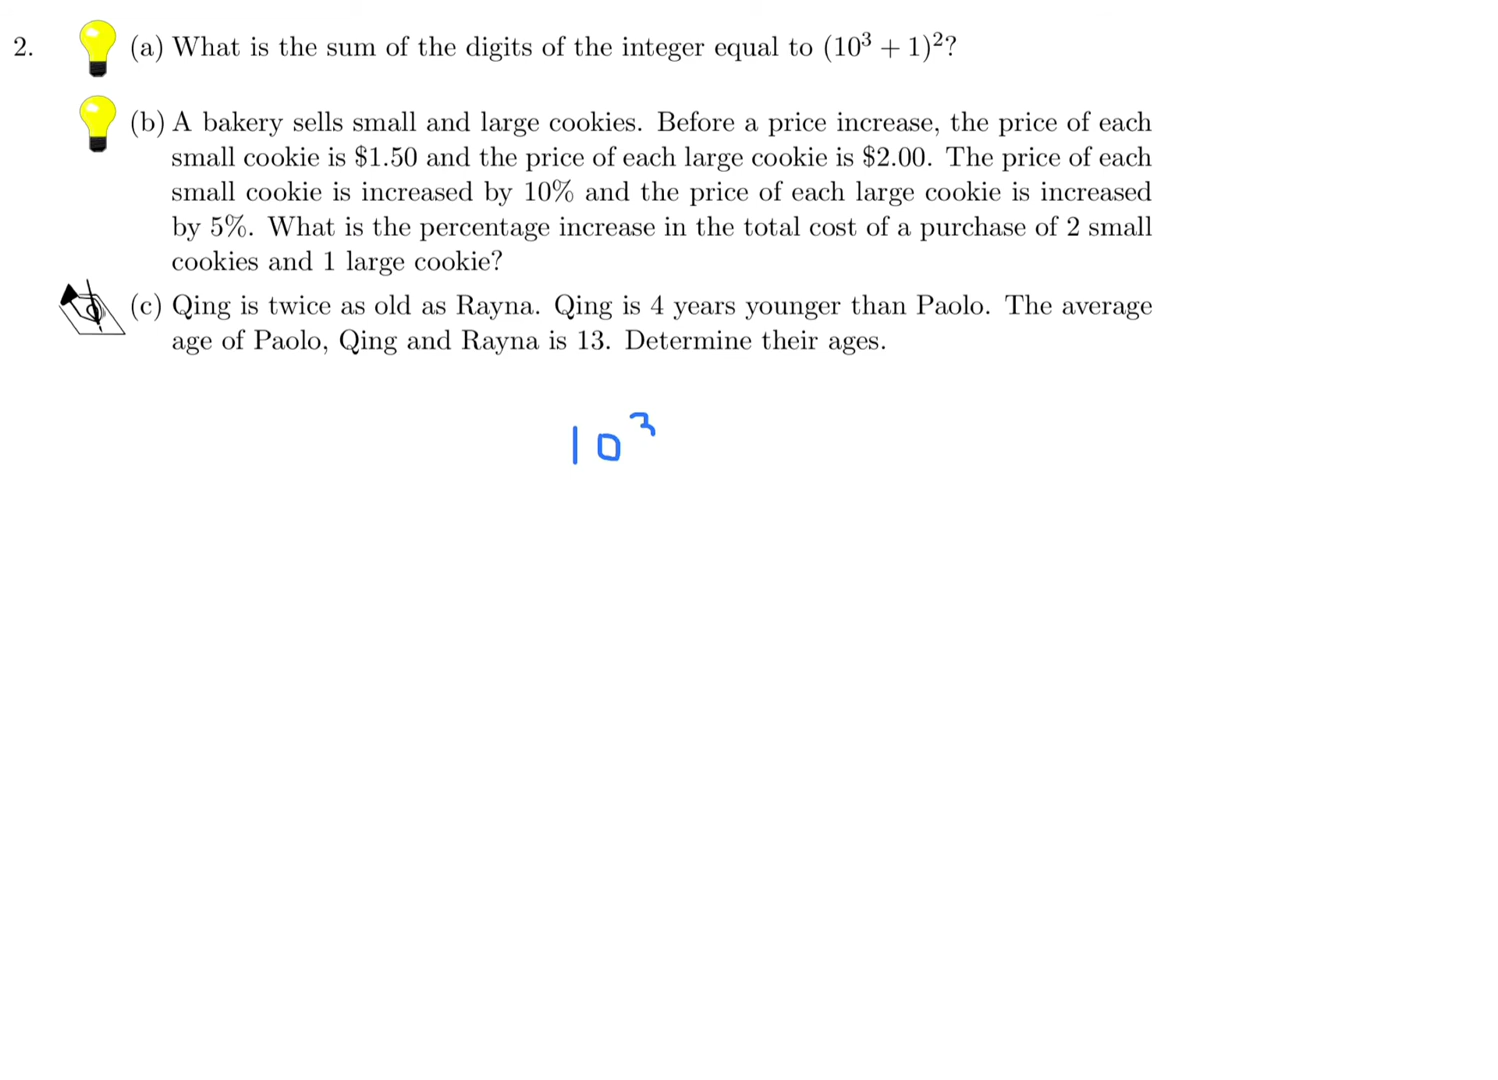 2. (a) What is the sum of the digits of the integer equal to (10³ + 1)²?
(b) A bakery sells small and large cookies. Before a price increase, the price of each
small cookie is $1.50 and the price of each large cookie is $2.00. The price of each
small cookie is increased by 10% and the price of each large cookie is increased
by 5%. What is the percentage increase in the total cost of a purchase of 2 small
cookies and 1 large cookie?
(c) Qing is twice as old as Rayna. Qing is 4 years younger than Paolo. The average
age of Paolo, Qing and Rayna is 13. Determine their ages.
10³